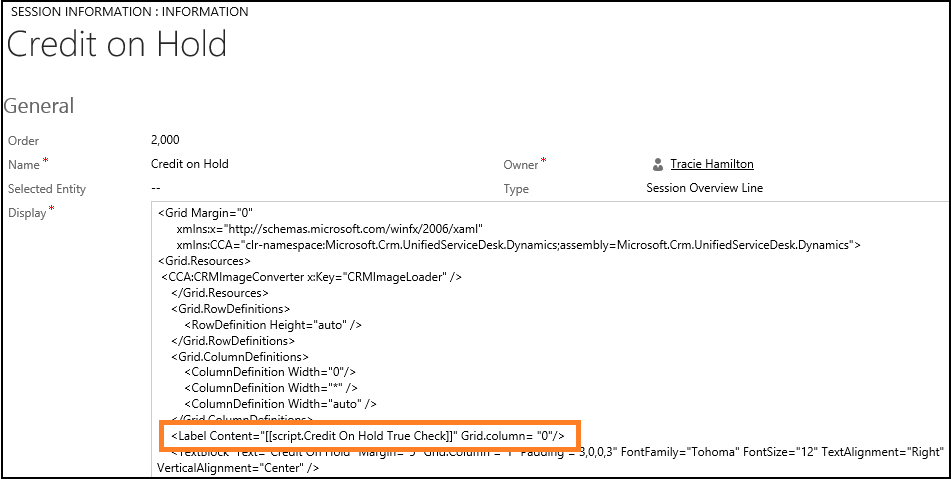 SESSION INFORMATION : INFORMATION
Credit on Hold
General
Order 2,000
Name * Credit on Hold Owner * Tracie Hamilton
Selected Entity -- Type Session Overview Line
Display *
<Grid Margin="0"
xmlns:x="http://schemas.microsoft.com/winfx/2006/xaml"
xmlns:CCA="clr-namespace:Microsoft.Crm.UnifiedServiceDesk.Dynamics;assembly=Microsoft.Crm.UnifiedServiceDesk.Dynamics">
<Grid.Resources>
<CCA:CRMImageConverter x:Key="CRMImageLoader" />
</Grid.Resources>
<Grid.RowDefinitions>
<RowDefinition Height="auto" />
</Grid.RowDefinitions>
<Grid.ColumnDefinitions>
<ColumnDefinition Width="0"/>
<ColumnDefinition Width="*" />
<ColumnDefinition Width="auto" />
</Grid.ColumnDefinitions>
<Label Content="[[script.Credit On Hold True Check]]" Grid.column= "0"/>
<Textblock Text="Credit On Hold" Margin="5" Grid.Column = "1" Padding = 3,0,0,3" FontFamily="Tohoma" FontSize="12" TextAlignment="Right"
VerticalAlignment="Center" />